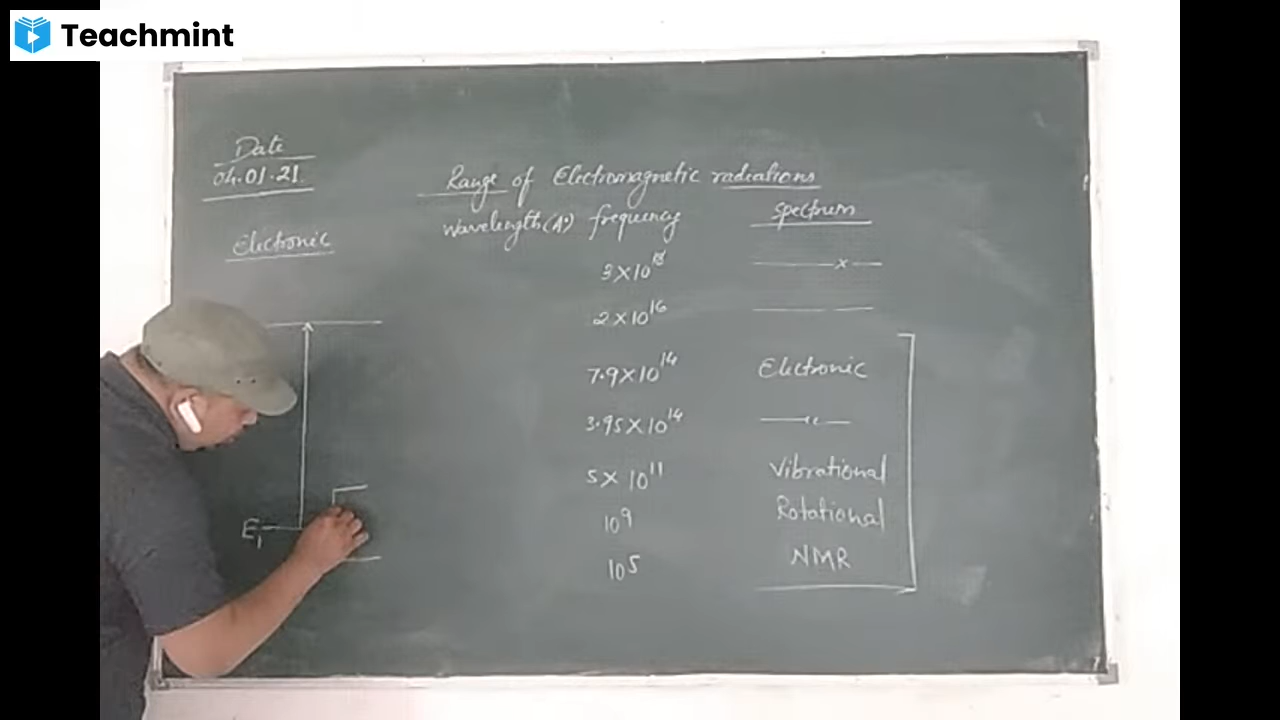 Teachmint
Date
04.01.21
Electronic
E1
Range of Electromagnetic radiations
Wavelength (A°) frequency Spectrum
3 X 10^18 —x—
2 X 10^16
7.9 X 10^14 Electronic
3.95 X 10^14
5 X 10^11 Vibrational
10^9 Rotational
10^5 NMR